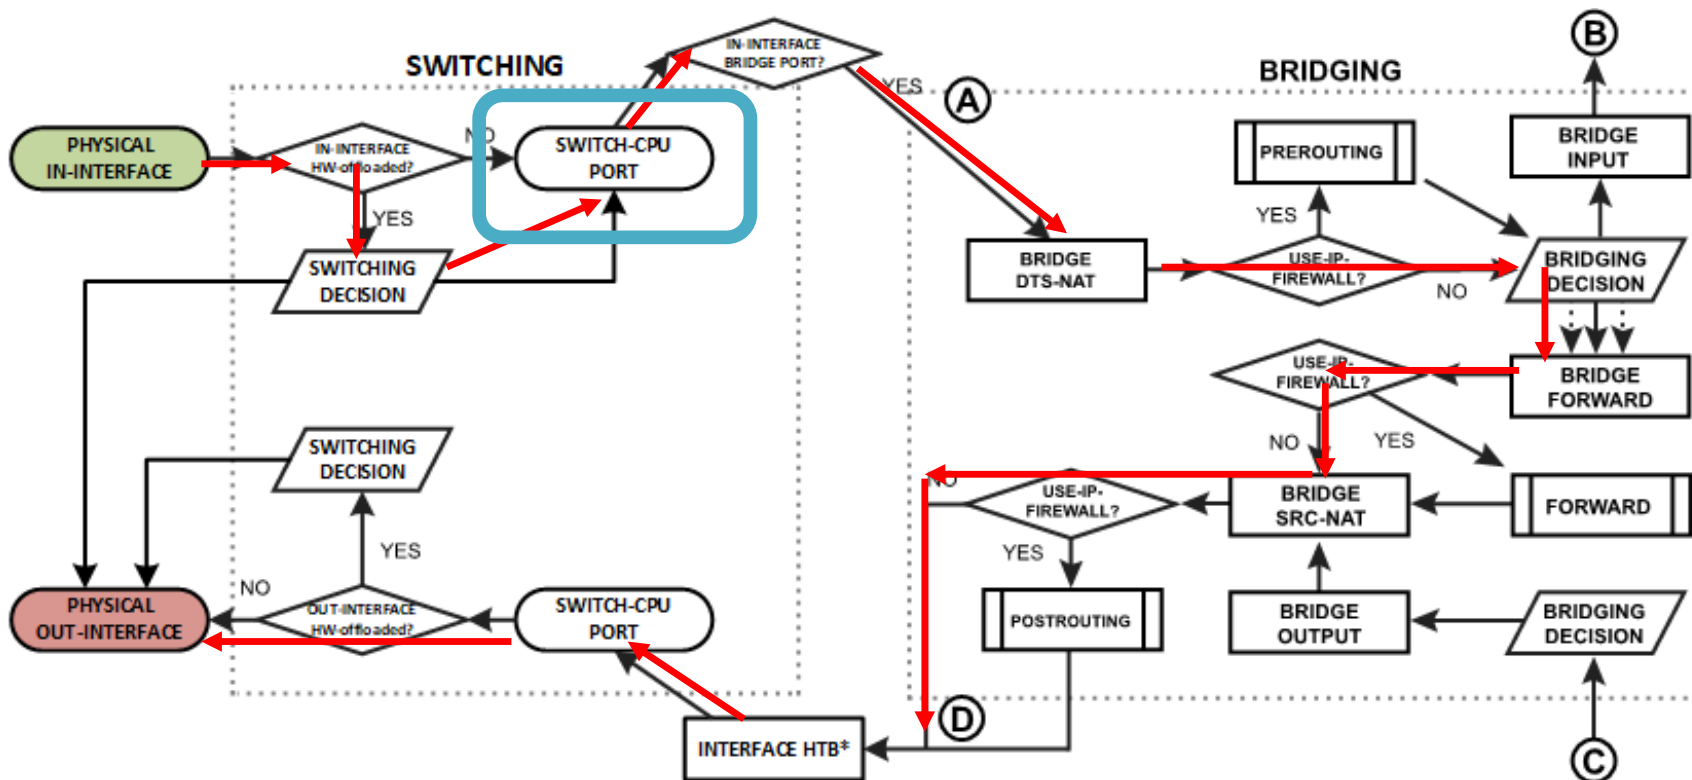 SWITCHING
IN-INTERFACE
BRIDGE PORT?
YES
A
BRIDGING
B
PHYSICAL
IN-INTERFACE
IN-INTERFACE
HW-offloaded?
NO
YES
SWITCH-CPU
PORT
PREROUTING
BRIDGE
INPUT
YES
SWITCHING
DECISION
BRIDGE
DTS-NAT
USE-IP-
FIREWALL?
NO
BRIDGING
DECISION
USE-IP-
FIREWALL?
BRIDGE
FORWARD
NO
YES
SWITCHING
DECISION
NO
USE-IP-
FIREWALL?
BRIDGE
SRC-NAT
FORWARD
YES
YES
NO
PHYSICAL
OUT-INTERFACE
OUT-INTERFACE
HW-offloaded?
SWITCH-CPU
PORT
POSTROUTING
BRIDGE
OUTPUT
BRIDGING
DECISION
D
INTERFACE HTB*
C